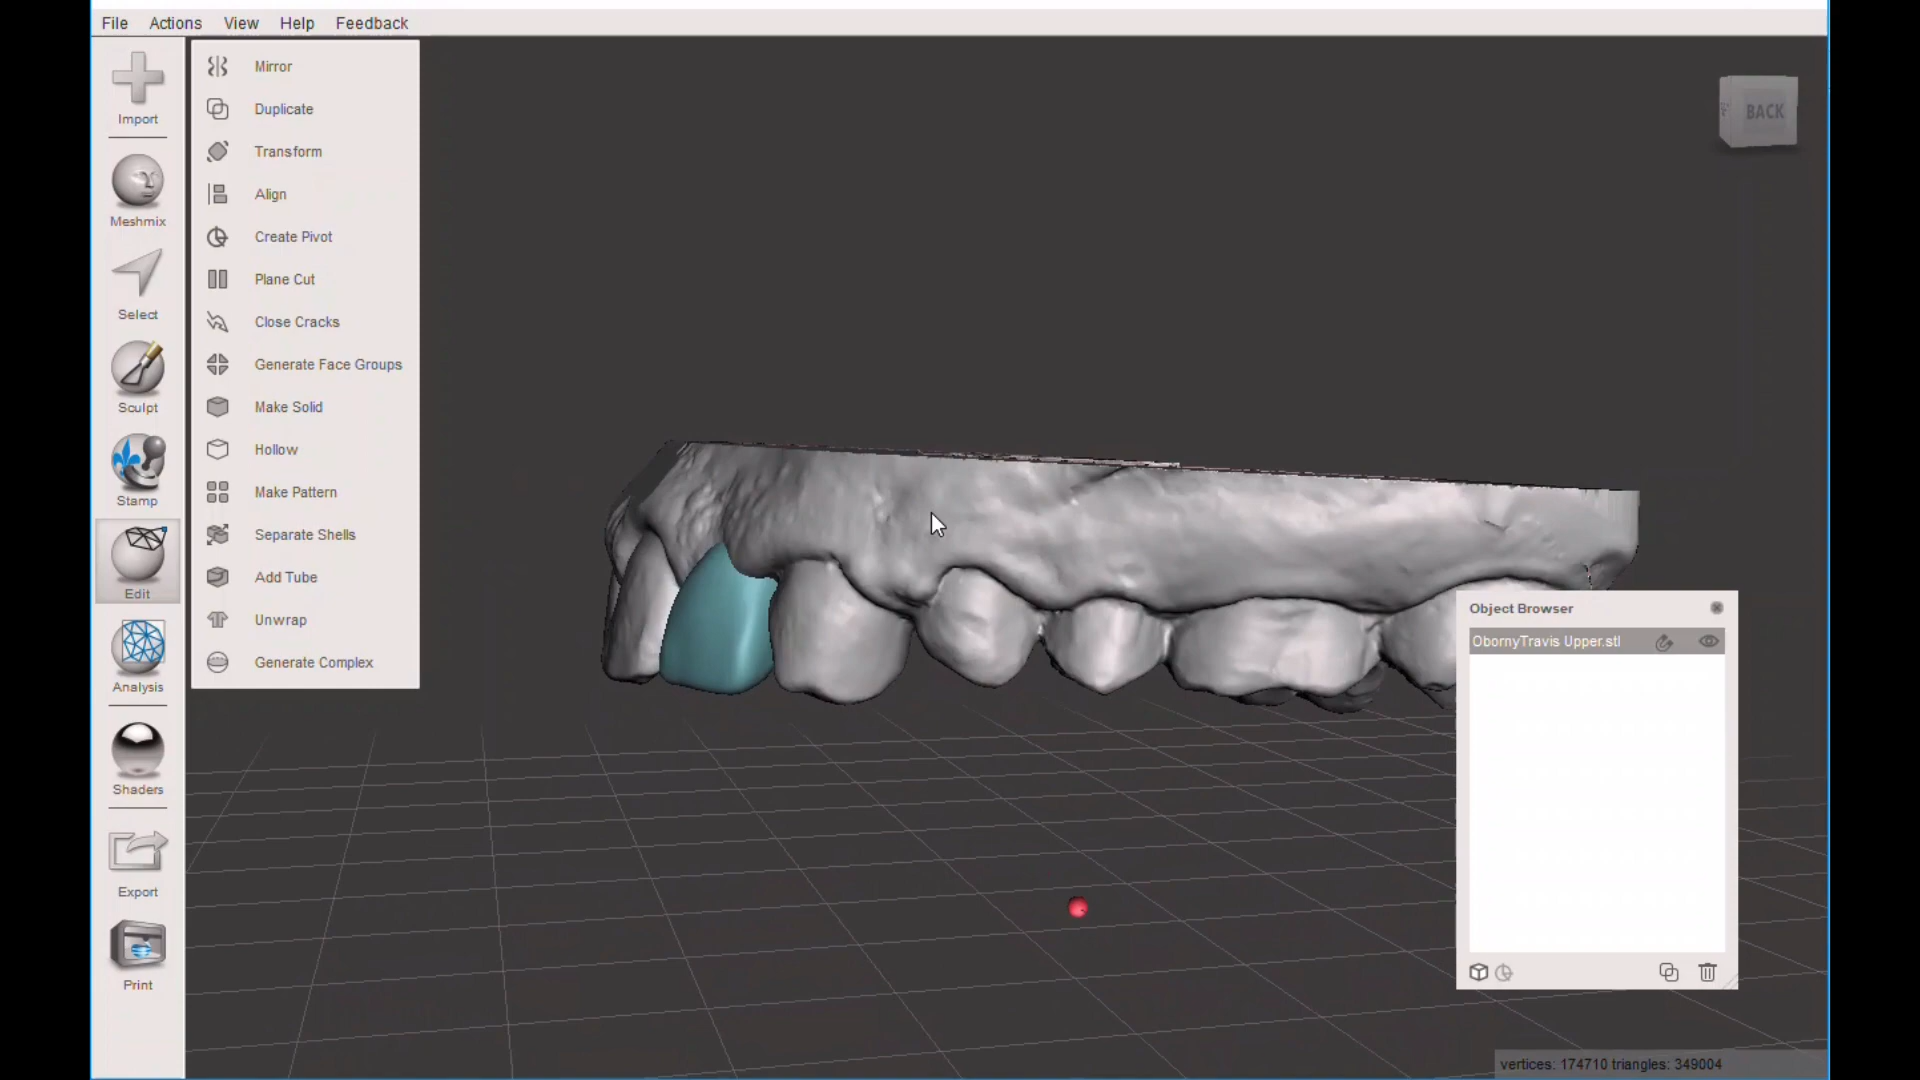 File Actions View Help Feedback
Import
Meshmix
Select
Sculpt
Stamp
Edit
Analysis
Shaders
Export
Print
Mirror
Duplicate
Transform
Align
Create Pivot
Plane Cut
Close Cracks
Generate Face Groups
Make Solid
Hollow
Make Pattern
Separate Shells
Add Tube
Unwrap
Generate Complex
BACK
Object Browser
ObornyTravis Upper.stl
vertices: 174710 triangles: 349004